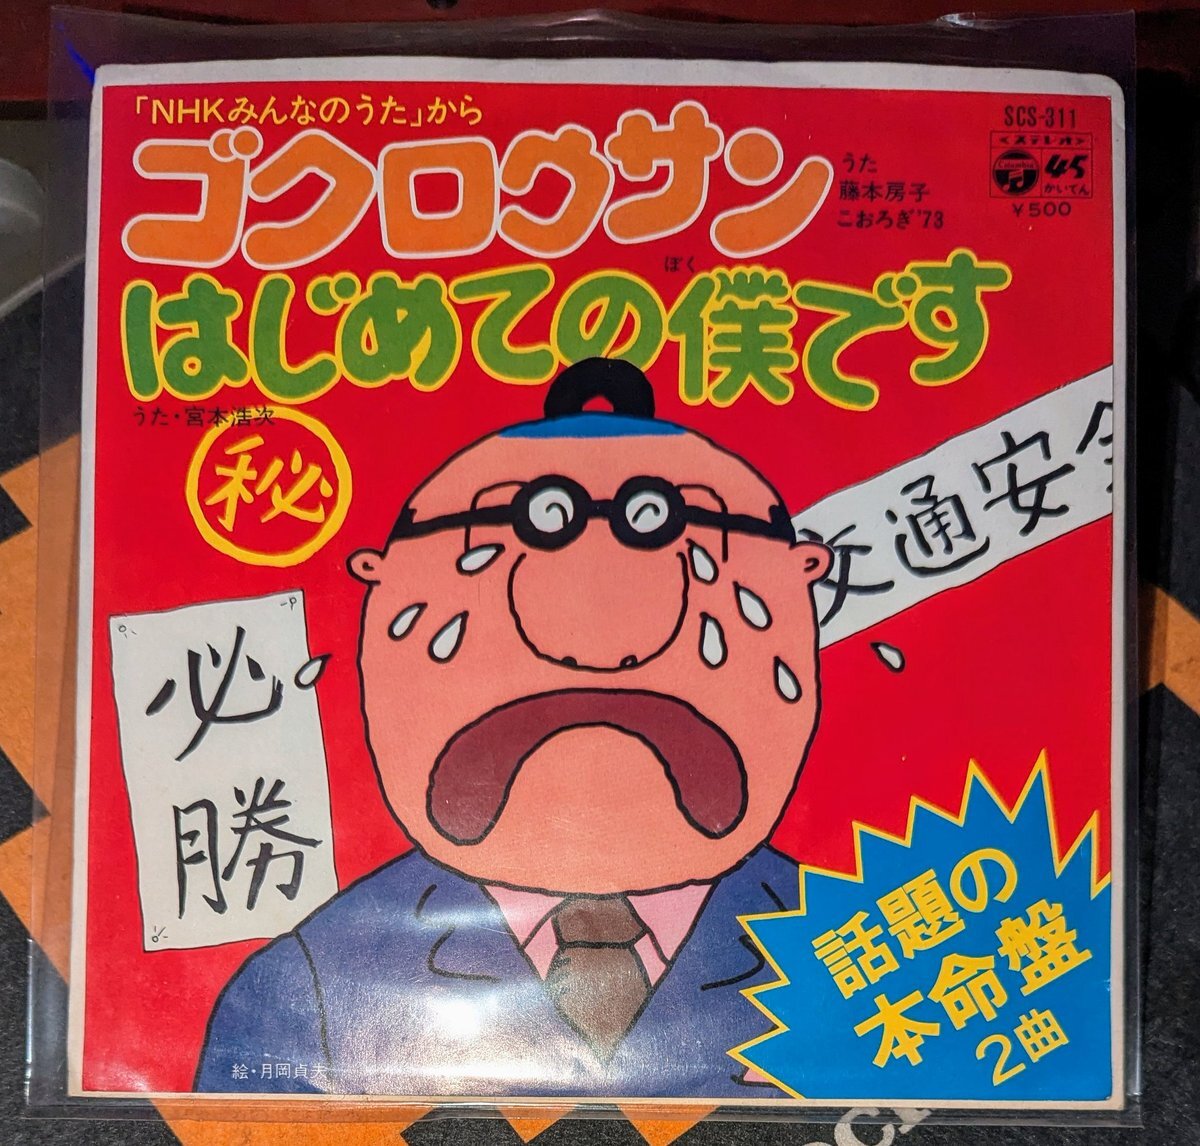 「NHKみんなのうた」から
ゴクロウサン
うた
藤本房子
こおろぎ'73
SCS-311
<ステレオ>
Columbia
45
かいてん
¥500
ぼく
はじめての僕です
うた・宮本浩次
秘
交通安全
必勝
話題の
本命盤
2曲
絵・月岡貞夫